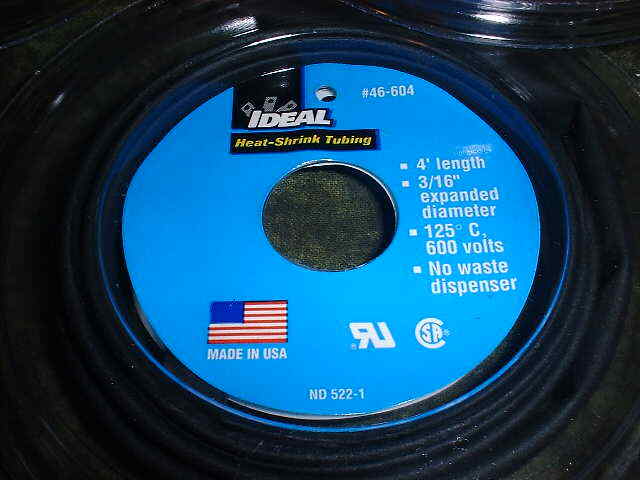 #46-604
IDEAL
Heat-Shrink Tubing
▪ 4' length
▪ 3/16"
expanded
diameter
▪ 125° C,
600 volts
▪ No waste
dispenser
MADE IN USA
ND 522-1